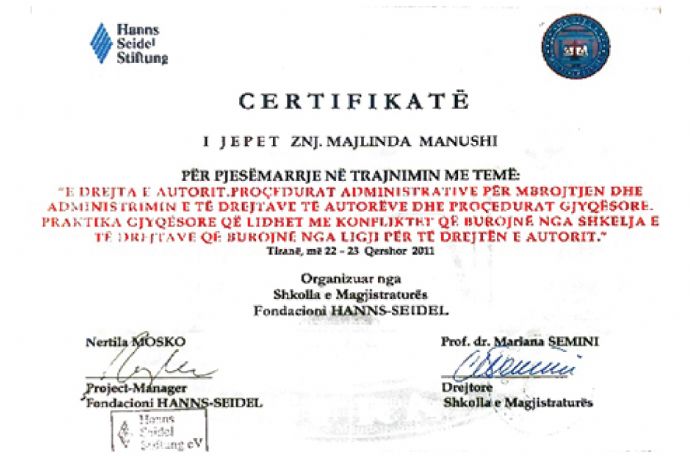 Hanns
Seidel
Stiftung
CERTIFIKATË
I JEPET ZNJ. MAJLINDA MANUSHI
PËR PJESËMARRJE NË TRAJNIMIN ME TEMË:
"E DREJTA E AUTORIT.PROÇEDURAT ADMINISTRATIVE PËR MBROJTJEN DHE
ADMINISTRIMIN E TË DREJTAVE TË AUTORËVE DHE PROÇEDURAT GJYQËSORE.
PRAKTIKA GJYQËSORE QË LIDHET ME KONFLIKTET QË BUROJNË NGA SHKELJA E
TË DREJTAVE QË BUROJNË NGA LIGJI PËR TË DREJTËN E AUTORIT."
Tiranë, më 22 - 23 Qershor 2011
Organizuar nga
Shkolla e Magjistraturës
Fondacioni HANNS-SEIDEL
Nertila MOSKO
Prof. dr. Mariana SEMINI
Project-Manager
Drejtore
Fondacioni HANNS-SEIDEL
Shkolla e Magjistraturës
Hanns
Seidel
Stiftung eV